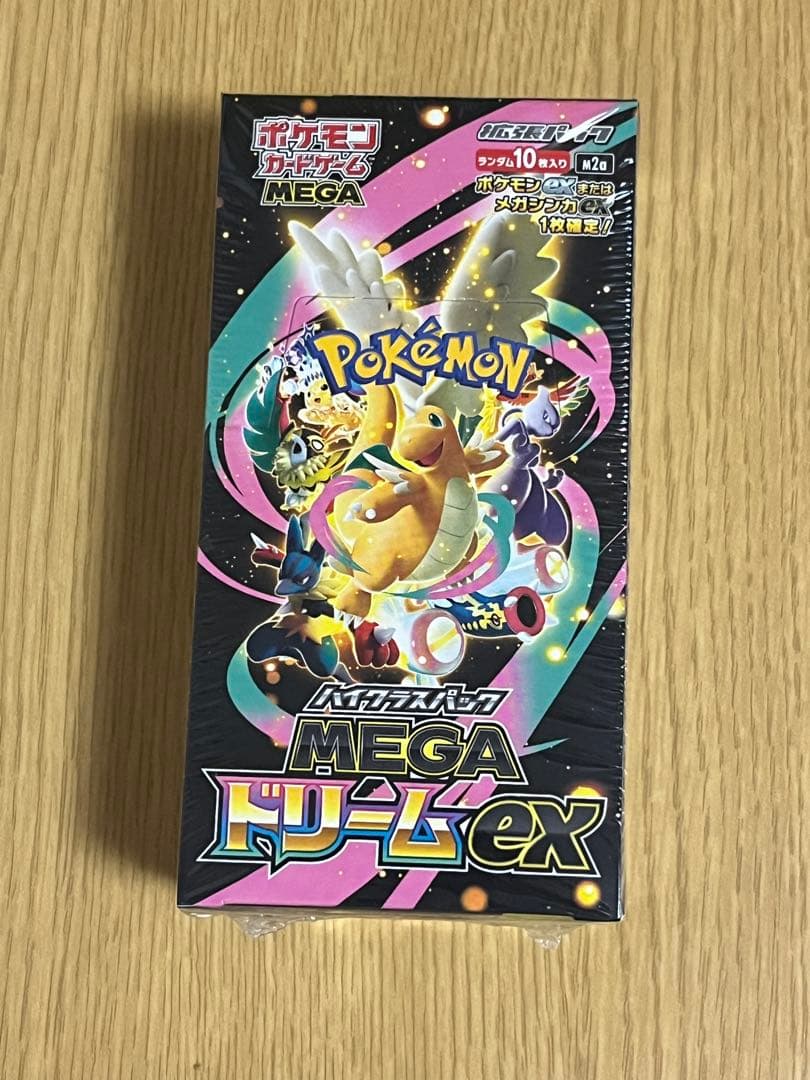 ポケモン
カードゲーム
MEGA
拡張パック
ランダム10枚入り
M2a
ポケモンexまたは
メガシンカex
1枚確定!
POKéMON
ハイクラスパック
MEGA
ドリームex